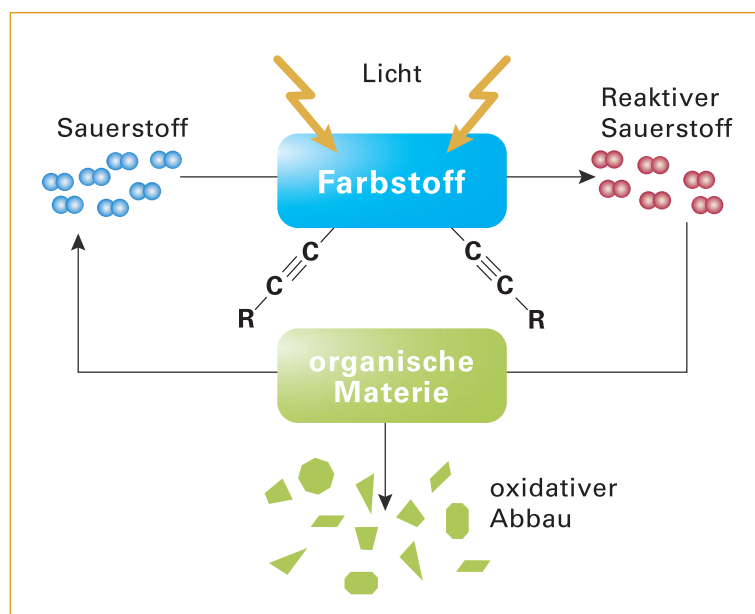 Licht
Sauerstoff
Reaktiver
Sauerstoff
Farbstoff
C
C
R
C
C
R
organische
Materie
oxidativer
Abbau